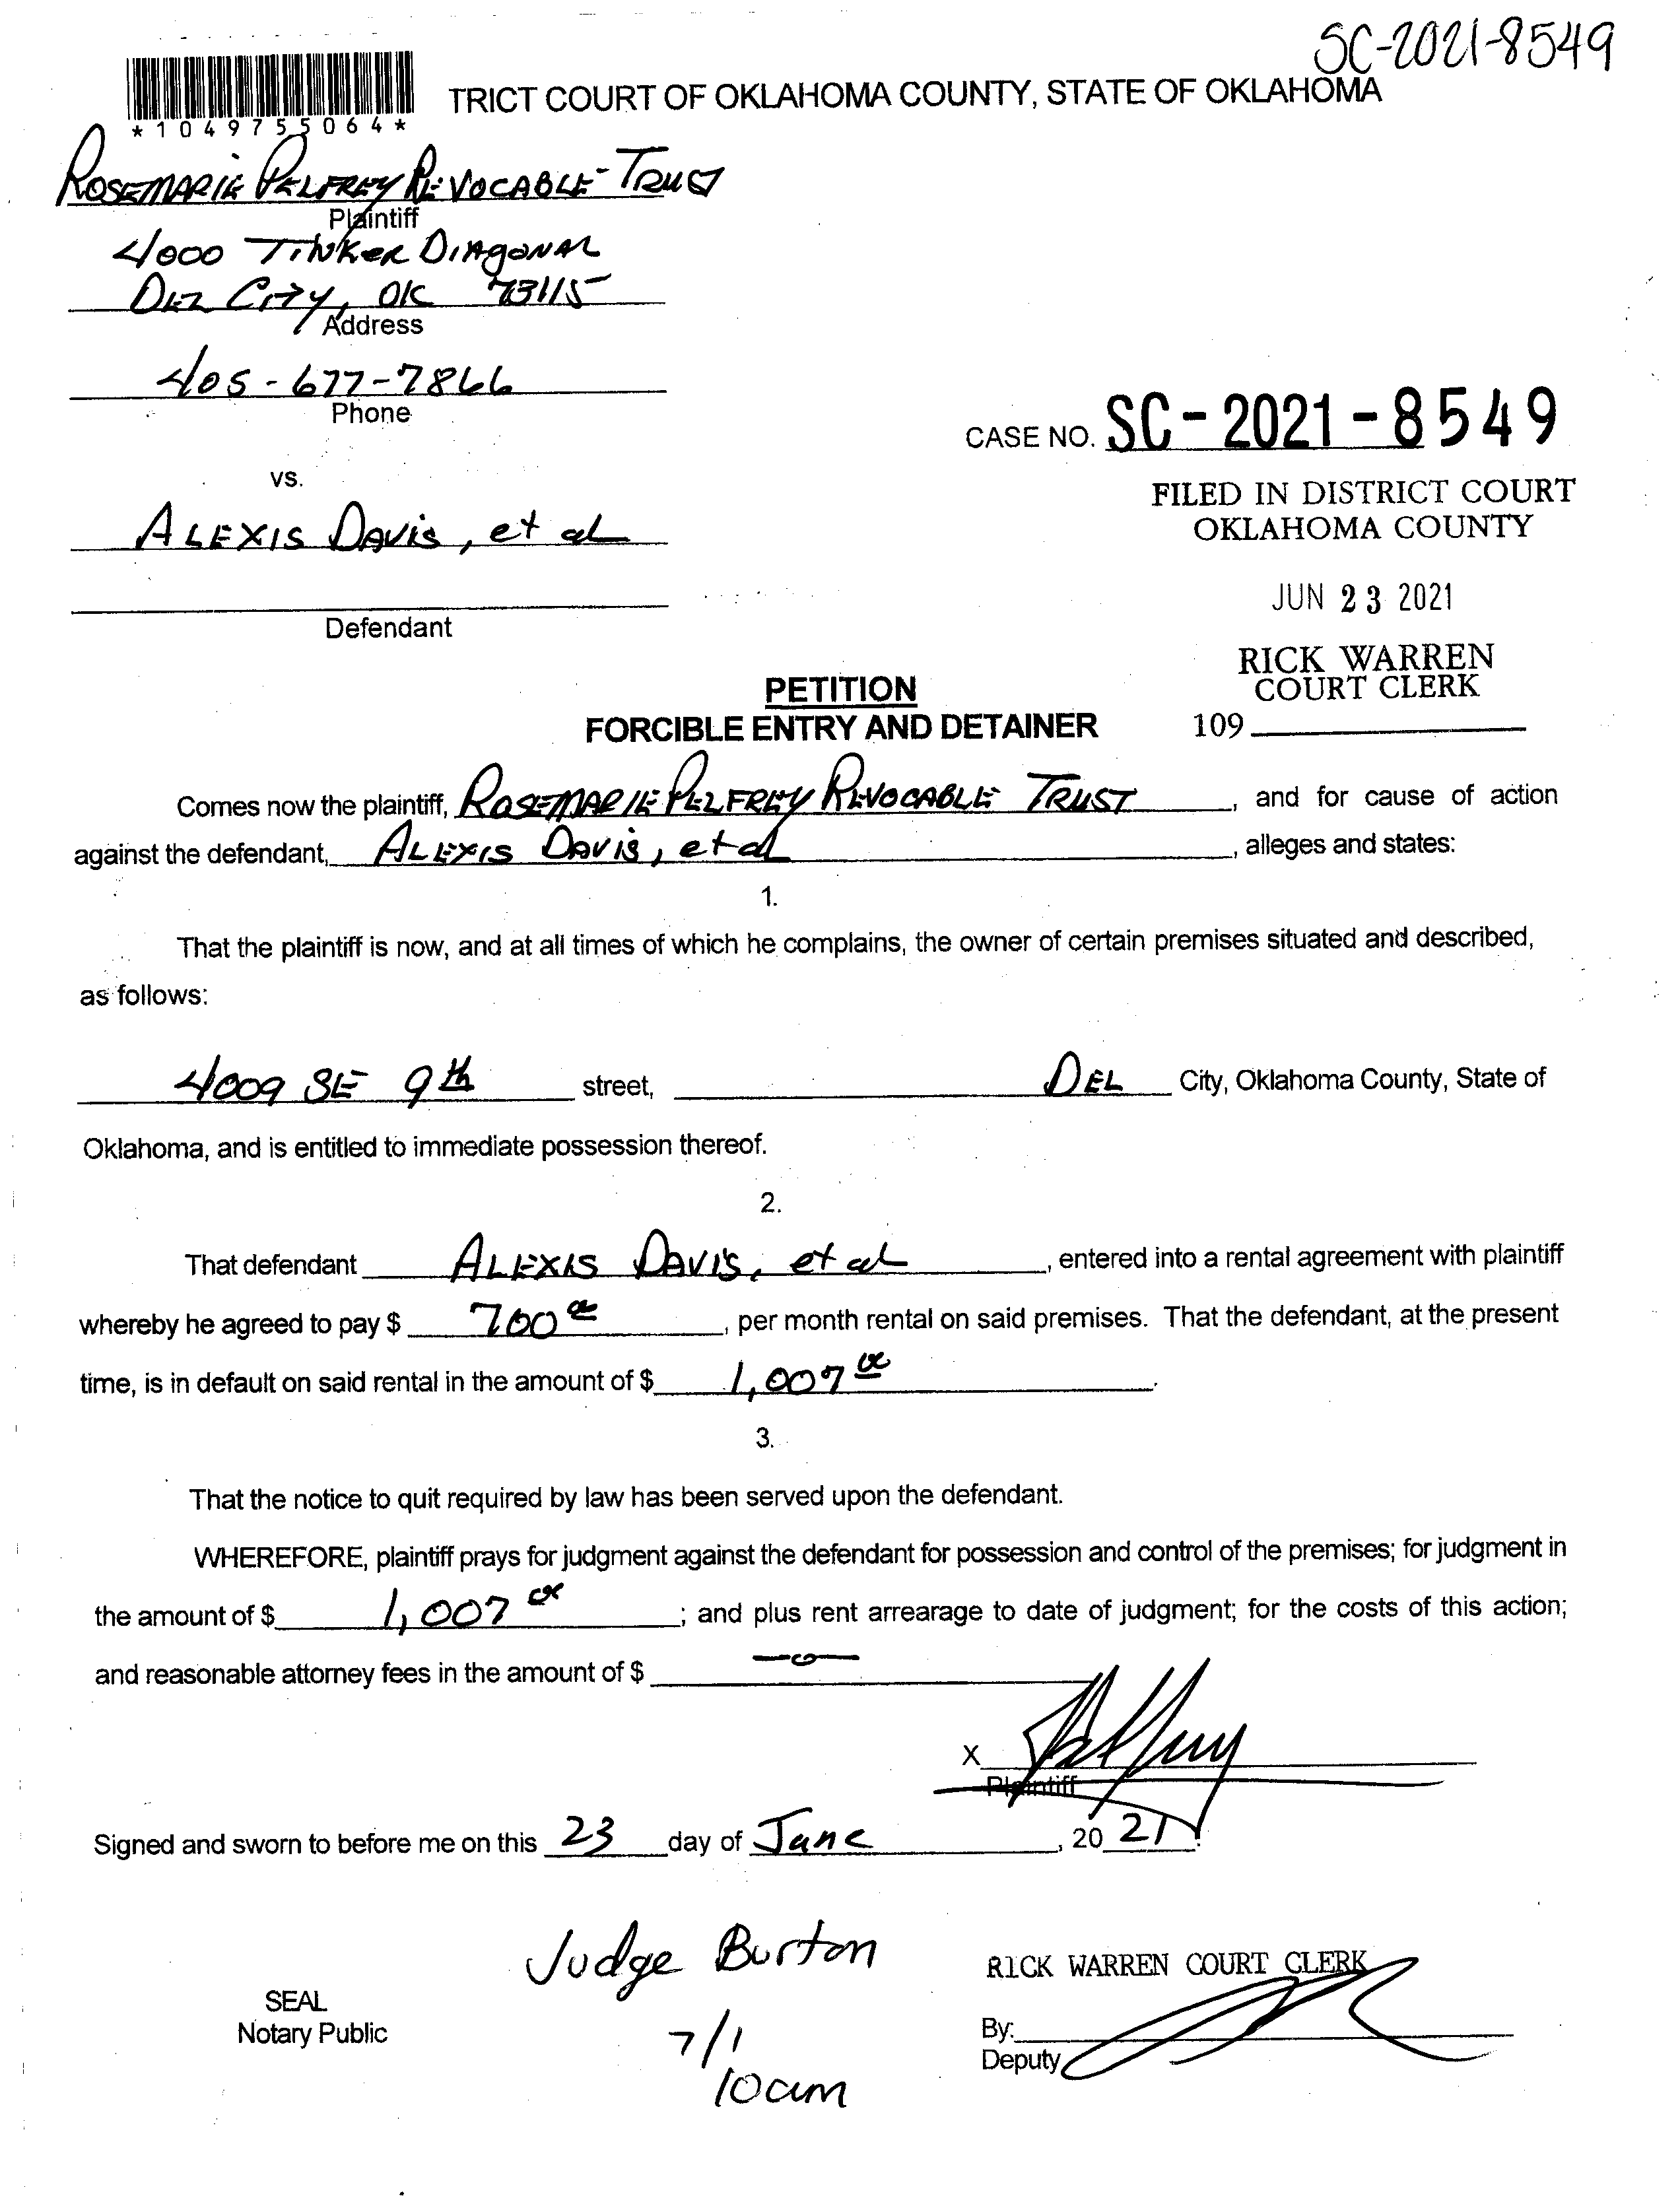 SC-2021-8549
TRICT COURT OF OKLAHOMA COUNTY, STATE OF OKLAHOMA
*1049755064*
ROSEMARIE PELFREY REVOCABLE TRUST
Plaintiff
4000 TINKER DIAGONAL
DEL CITY, OK 73115
Address
405-677-7866
Phone
CASE NO. SC-2021-8549
vs.
FILED IN DISTRICT COURT
OKLAHOMA COUNTY
ALEXIS DAVIS, et al
JUN 23 2021
Defendant
RICK WARREN
COURT CLERK
109
PETITION
FORCIBLE ENTRY AND DETAINER
Comes now the plaintiff, ROSEMARIE PELFREY REVOCABLE TRUST, and for cause of action
against the defendant, ALEXIS DAVIS, et al, alleges and states:
1.
That the plaintiff is now, and at all times of which he complains, the owner of certain premises situated and described,
as follows:
4009 SE 9th street, DEL City, Oklahoma County, State of
Oklahoma, and is entitled to immediate possession thereof.
2.
That defendant ALEXIS DAVIS, et al, entered into a rental agreement with plaintiff
whereby he agreed to pay $ 700 00, per month rental on said premises. That the defendant, at the present
time, is in default on said rental in the amount of $ 1,007 00.
3.
That the notice to quit required by law has been served upon the defendant.
WHEREFORE, plaintiff prays for judgment against the defendant for possession and control of the premises; for judgment in
the amount of $ 1,007 00; and plus rent arrearage to date of judgment; for the costs of this action;
and reasonable attorney fees in the amount of $ -0-
X
Plaintiff
Signed and sworn to before me on this 23 day of June, 2021.
Judge Burton
RICK WARREN COURT CLERK
SEAL
Notary Public
7/1
10am
By:
Deputy